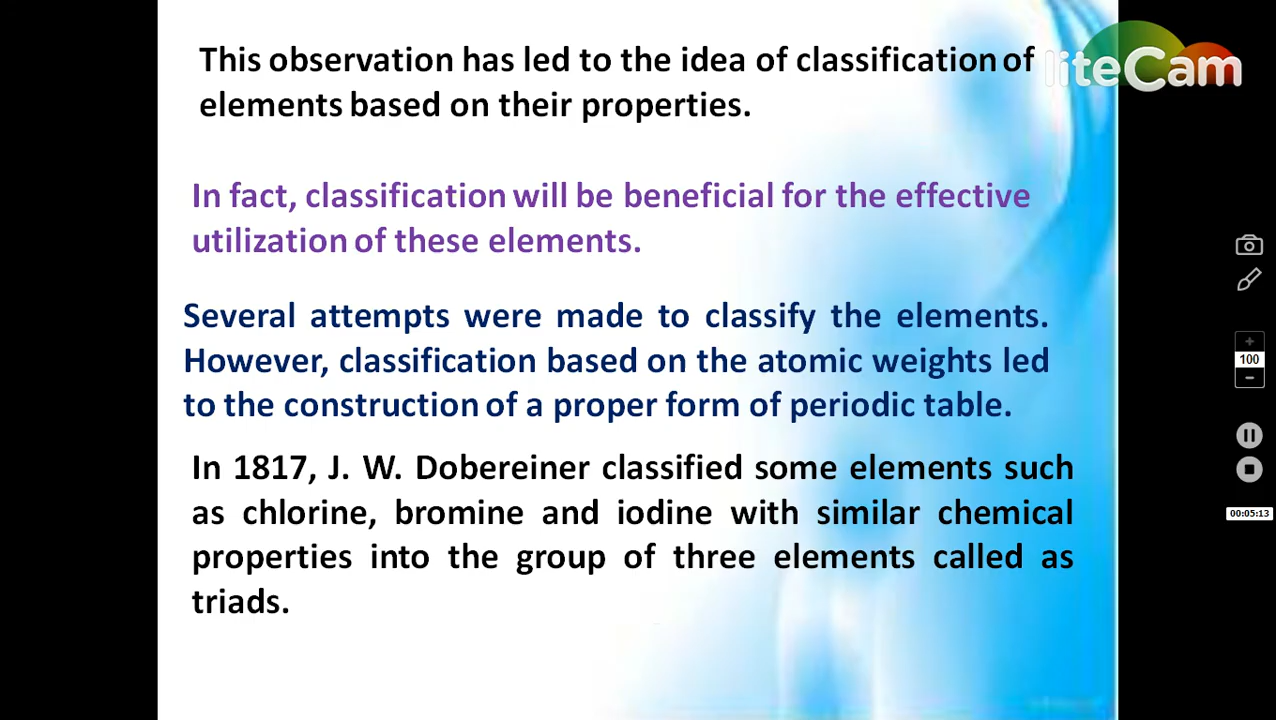 This observation has led to the idea of classification of
elements based on their properties.
liteCam
In fact, classification will be beneficial for the effective
utilization of these elements.
Several attempts were made to classify the elements.
However, classification based on the atomic weights led
to the construction of a proper form of periodic table.
In 1817, J. W. Dobereiner classified some elements such
as chlorine, bromine and iodine with similar chemical
properties into the group of three elements called as
triads.
+
100
-
00:05:13